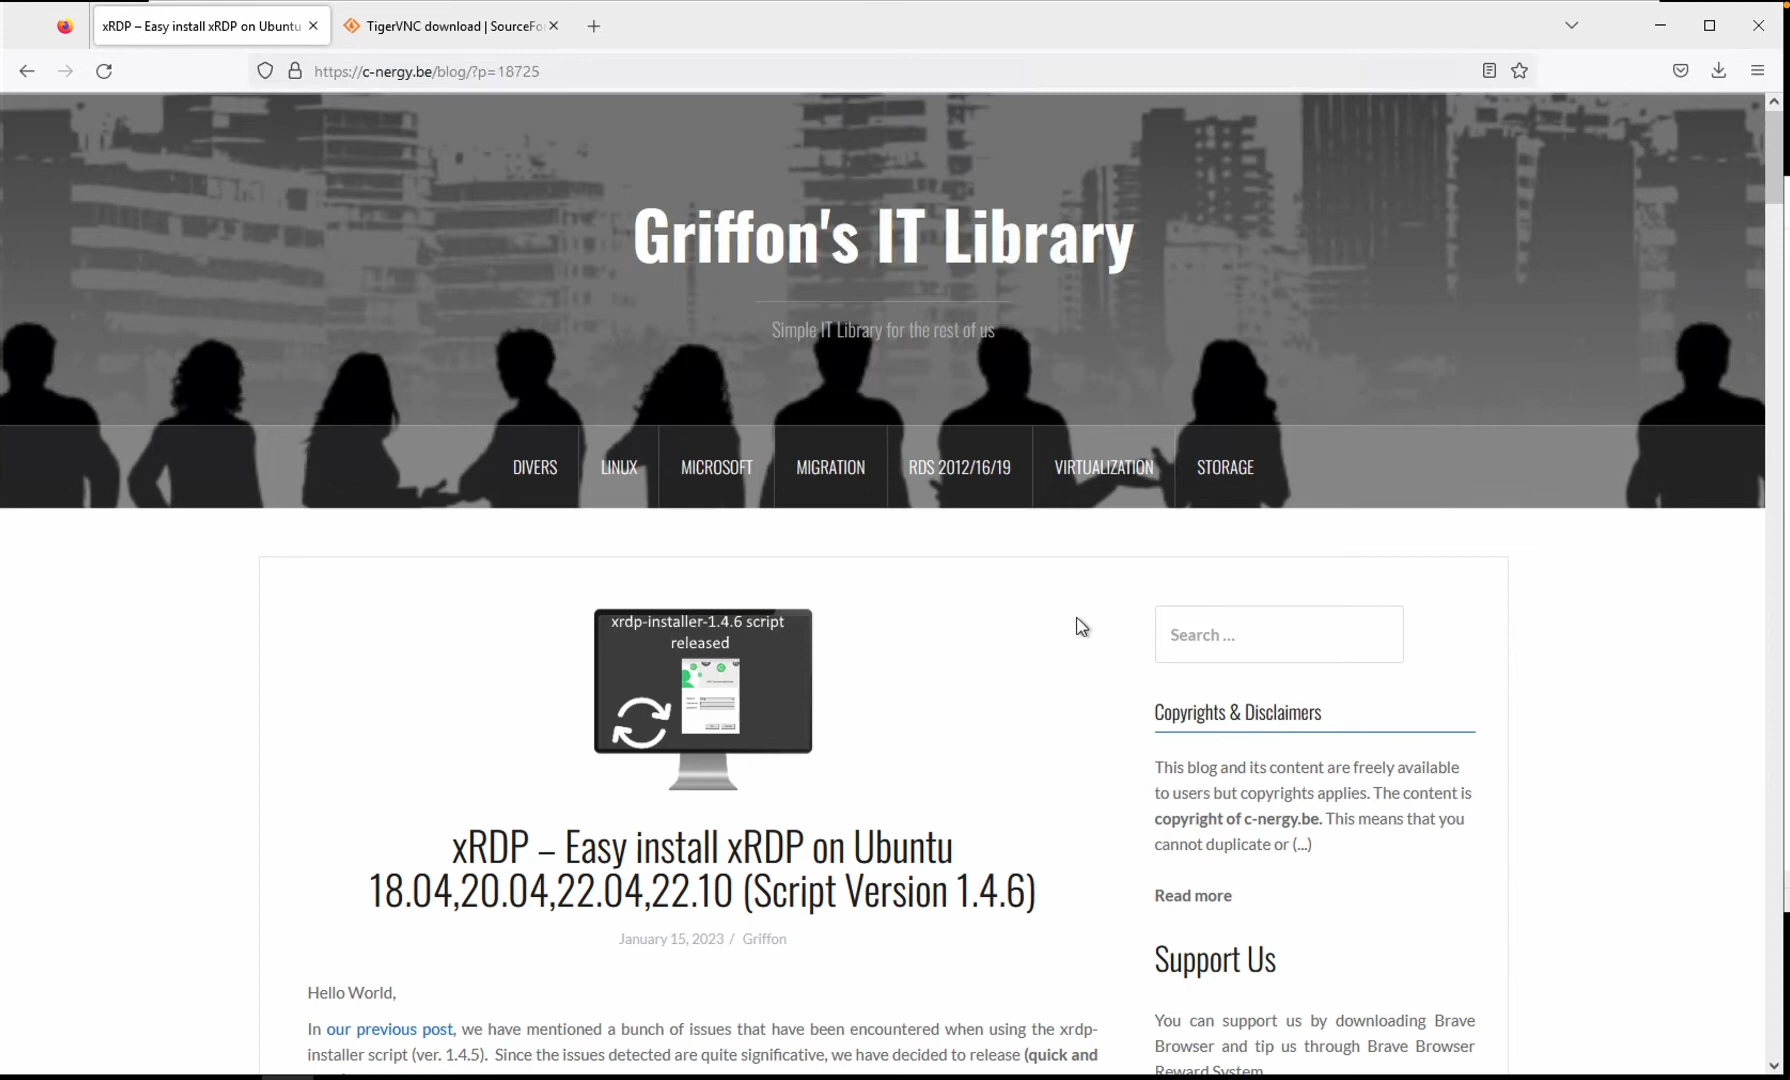 xRDP – Easy install xRDP on Ubuntu
TigerVNC download | SourceFo
https://c-nergy.be/blog/?p=18725
Griffon's IT Library
Simple IT Library for the rest of us
DIVERS
LINUX
MICROSOFT
MIGRATION
RDS 2012/16/19
VIRTUALIZATION
STORAGE
xrdp-installer-1.4.6 script
released
xRDP – Easy install xRDP on Ubuntu
18.04,20.04,22.04,22.10 (Script Version 1.4.6)
January 15, 2023 / Griffon
Hello World,
In our previous post, we have mentioned a bunch of issues that have been encountered when using the xrdp-
installer script (ver. 1.4.5). Since the issues detected are quite significative, we have decided to release (quick and
Search ...
Copyrights & Disclaimers
This blog and its content are freely available
to users but copyrights applies. The content is
copyright of c-nergy.be. This means that you
cannot duplicate or (...)
Read more
Support Us
You can support us by downloading Brave
Browser and tip us through Brave Browser
Reward System